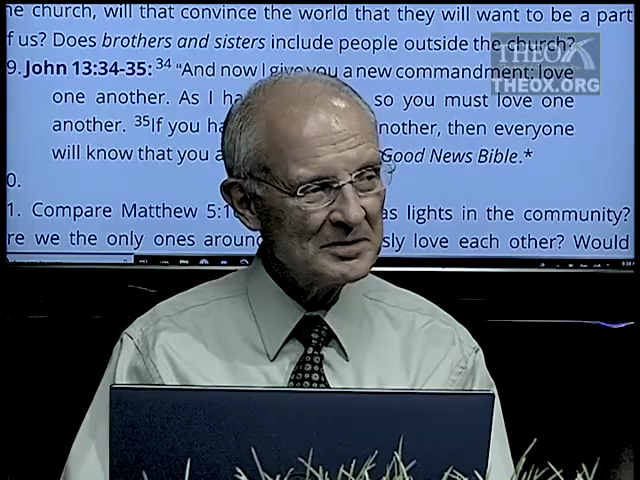 he church, will that convince the world that they will want to be a part
f us? Does brothers and sisters include people outside the church?
9. John 13:34-35: 34 “And now I give you a new commandment: love
one another. As I ha so you must love one
another. 35If you ha nother, then everyone
will know that you a Good News Bible.*
0.
1. Compare Matthew 5:1 as lights in the community?
re we the only ones aroun sly love each other? Would
THEOX
THEOX.ORG